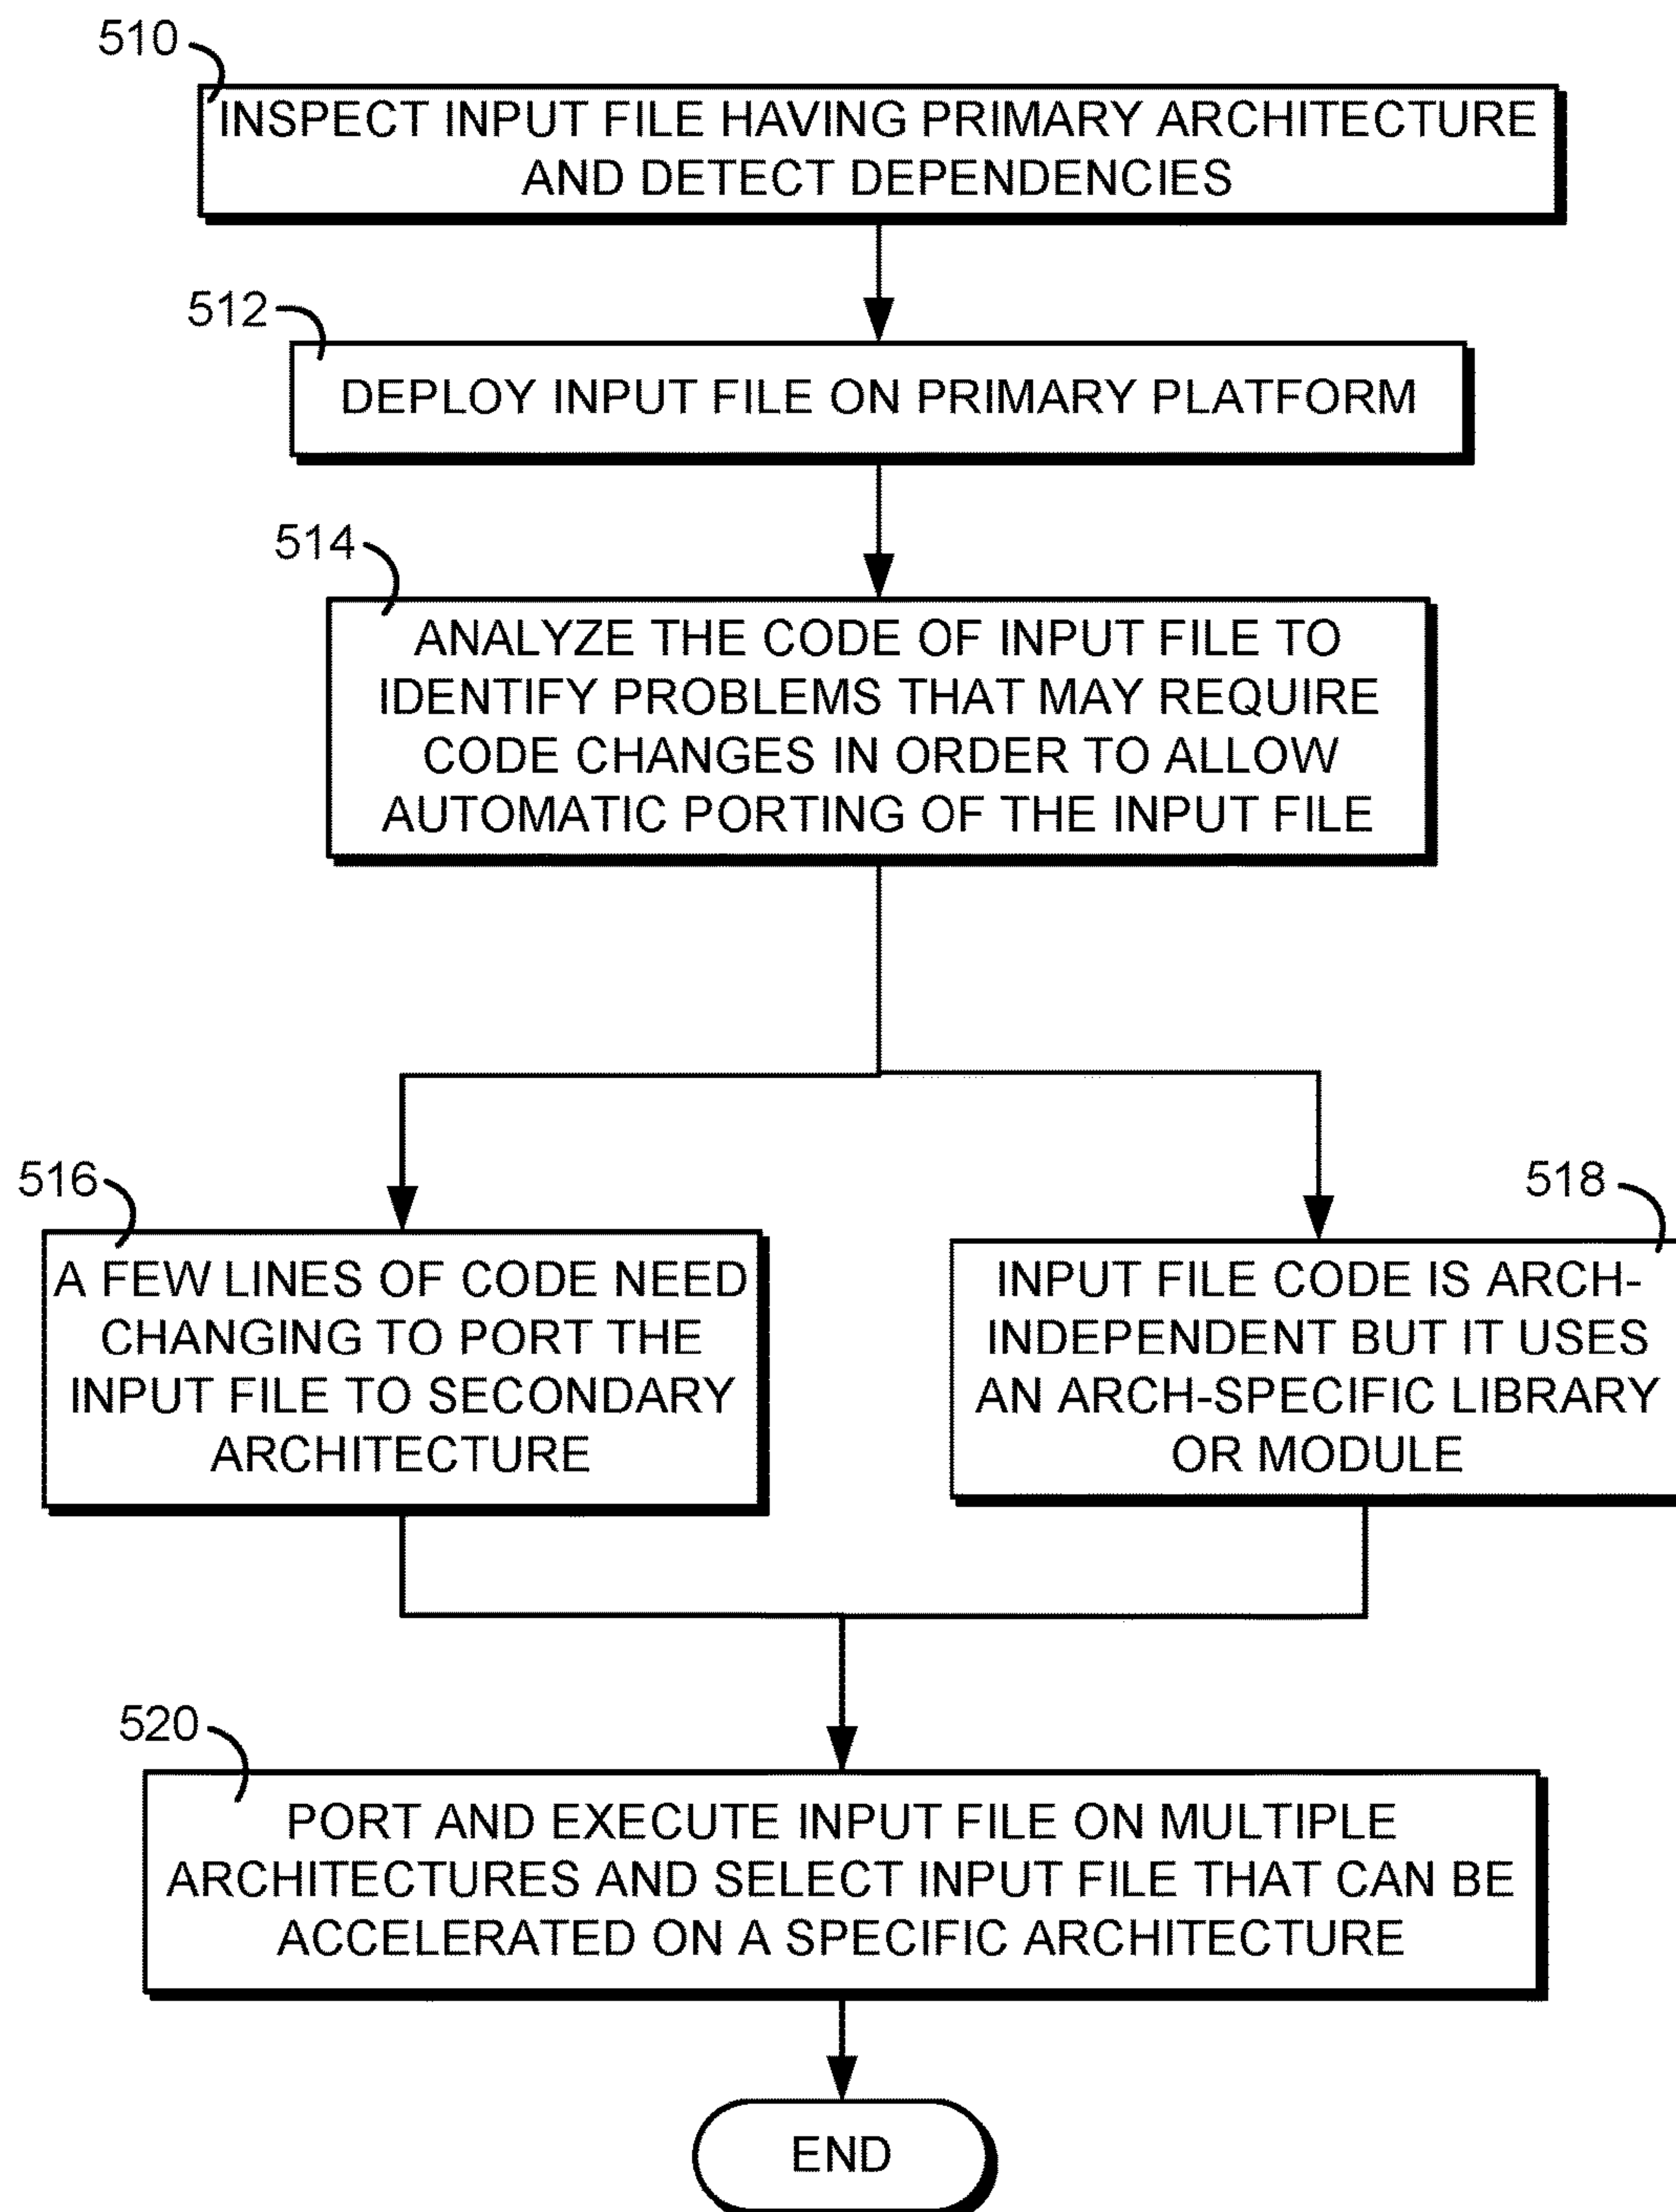 510
INSPECT INPUT FILE HAVING PRIMARY ARCHITECTURE
AND DETECT DEPENDENCIES
512
DEPLOY INPUT FILE ON PRIMARY PLATFORM
514
ANALYZE THE CODE OF INPUT FILE TO
IDENTIFY PROBLEMS THAT MAY REQUIRE
CODE CHANGES IN ORDER TO ALLOW
AUTOMATIC PORTING OF THE INPUT FILE
516
A FEW LINES OF CODE NEED
CHANGING TO PORT THE
INPUT FILE TO SECONDARY
ARCHITECTURE
518
INPUT FILE CODE IS ARCH-
INDEPENDENT BUT IT USES
AN ARCH-SPECIFIC LIBRARY
OR MODULE
520
PORT AND EXECUTE INPUT FILE ON MULTIPLE
ARCHITECTURES AND SELECT INPUT FILE THAT CAN BE
ACCELERATED ON A SPECIFIC ARCHITECTURE
END